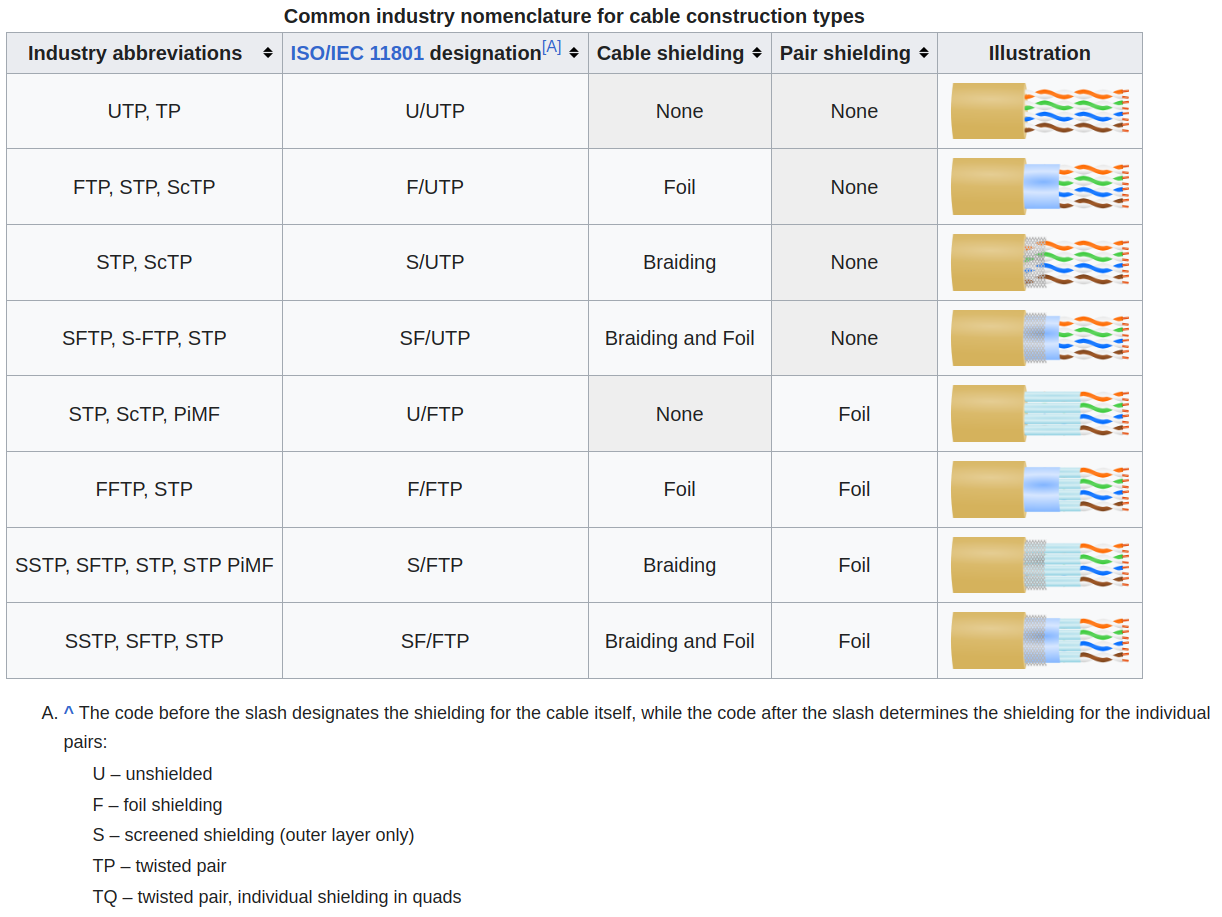 Common industry nomenclature for cable construction types
Industry abbreviations ISO/IEC 11801 designation[A] Cable shielding Pair shielding Illustration
UTP, TP U/UTP None None
FTP, STP, ScTP F/UTP Foil None
STP, ScTP S/UTP Braiding None
SFTP, S-FTP, STP SF/UTP Braiding and Foil None
STP, ScTP, PiMF U/FTP None Foil
FFTP, STP F/FTP Foil Foil
SSTP, SFTP, STP, STP PiMF S/FTP Braiding Foil
SSTP, SFTP, STP SF/FTP Braiding and Foil Foil
A. ^ The code before the slash designates the shielding for the cable itself, while the code after the slash determines the shielding for the individual
pairs:
U – unshielded
F – foil shielding
S – screened shielding (outer layer only)
TP – twisted pair
TQ – twisted pair, individual shielding in quads